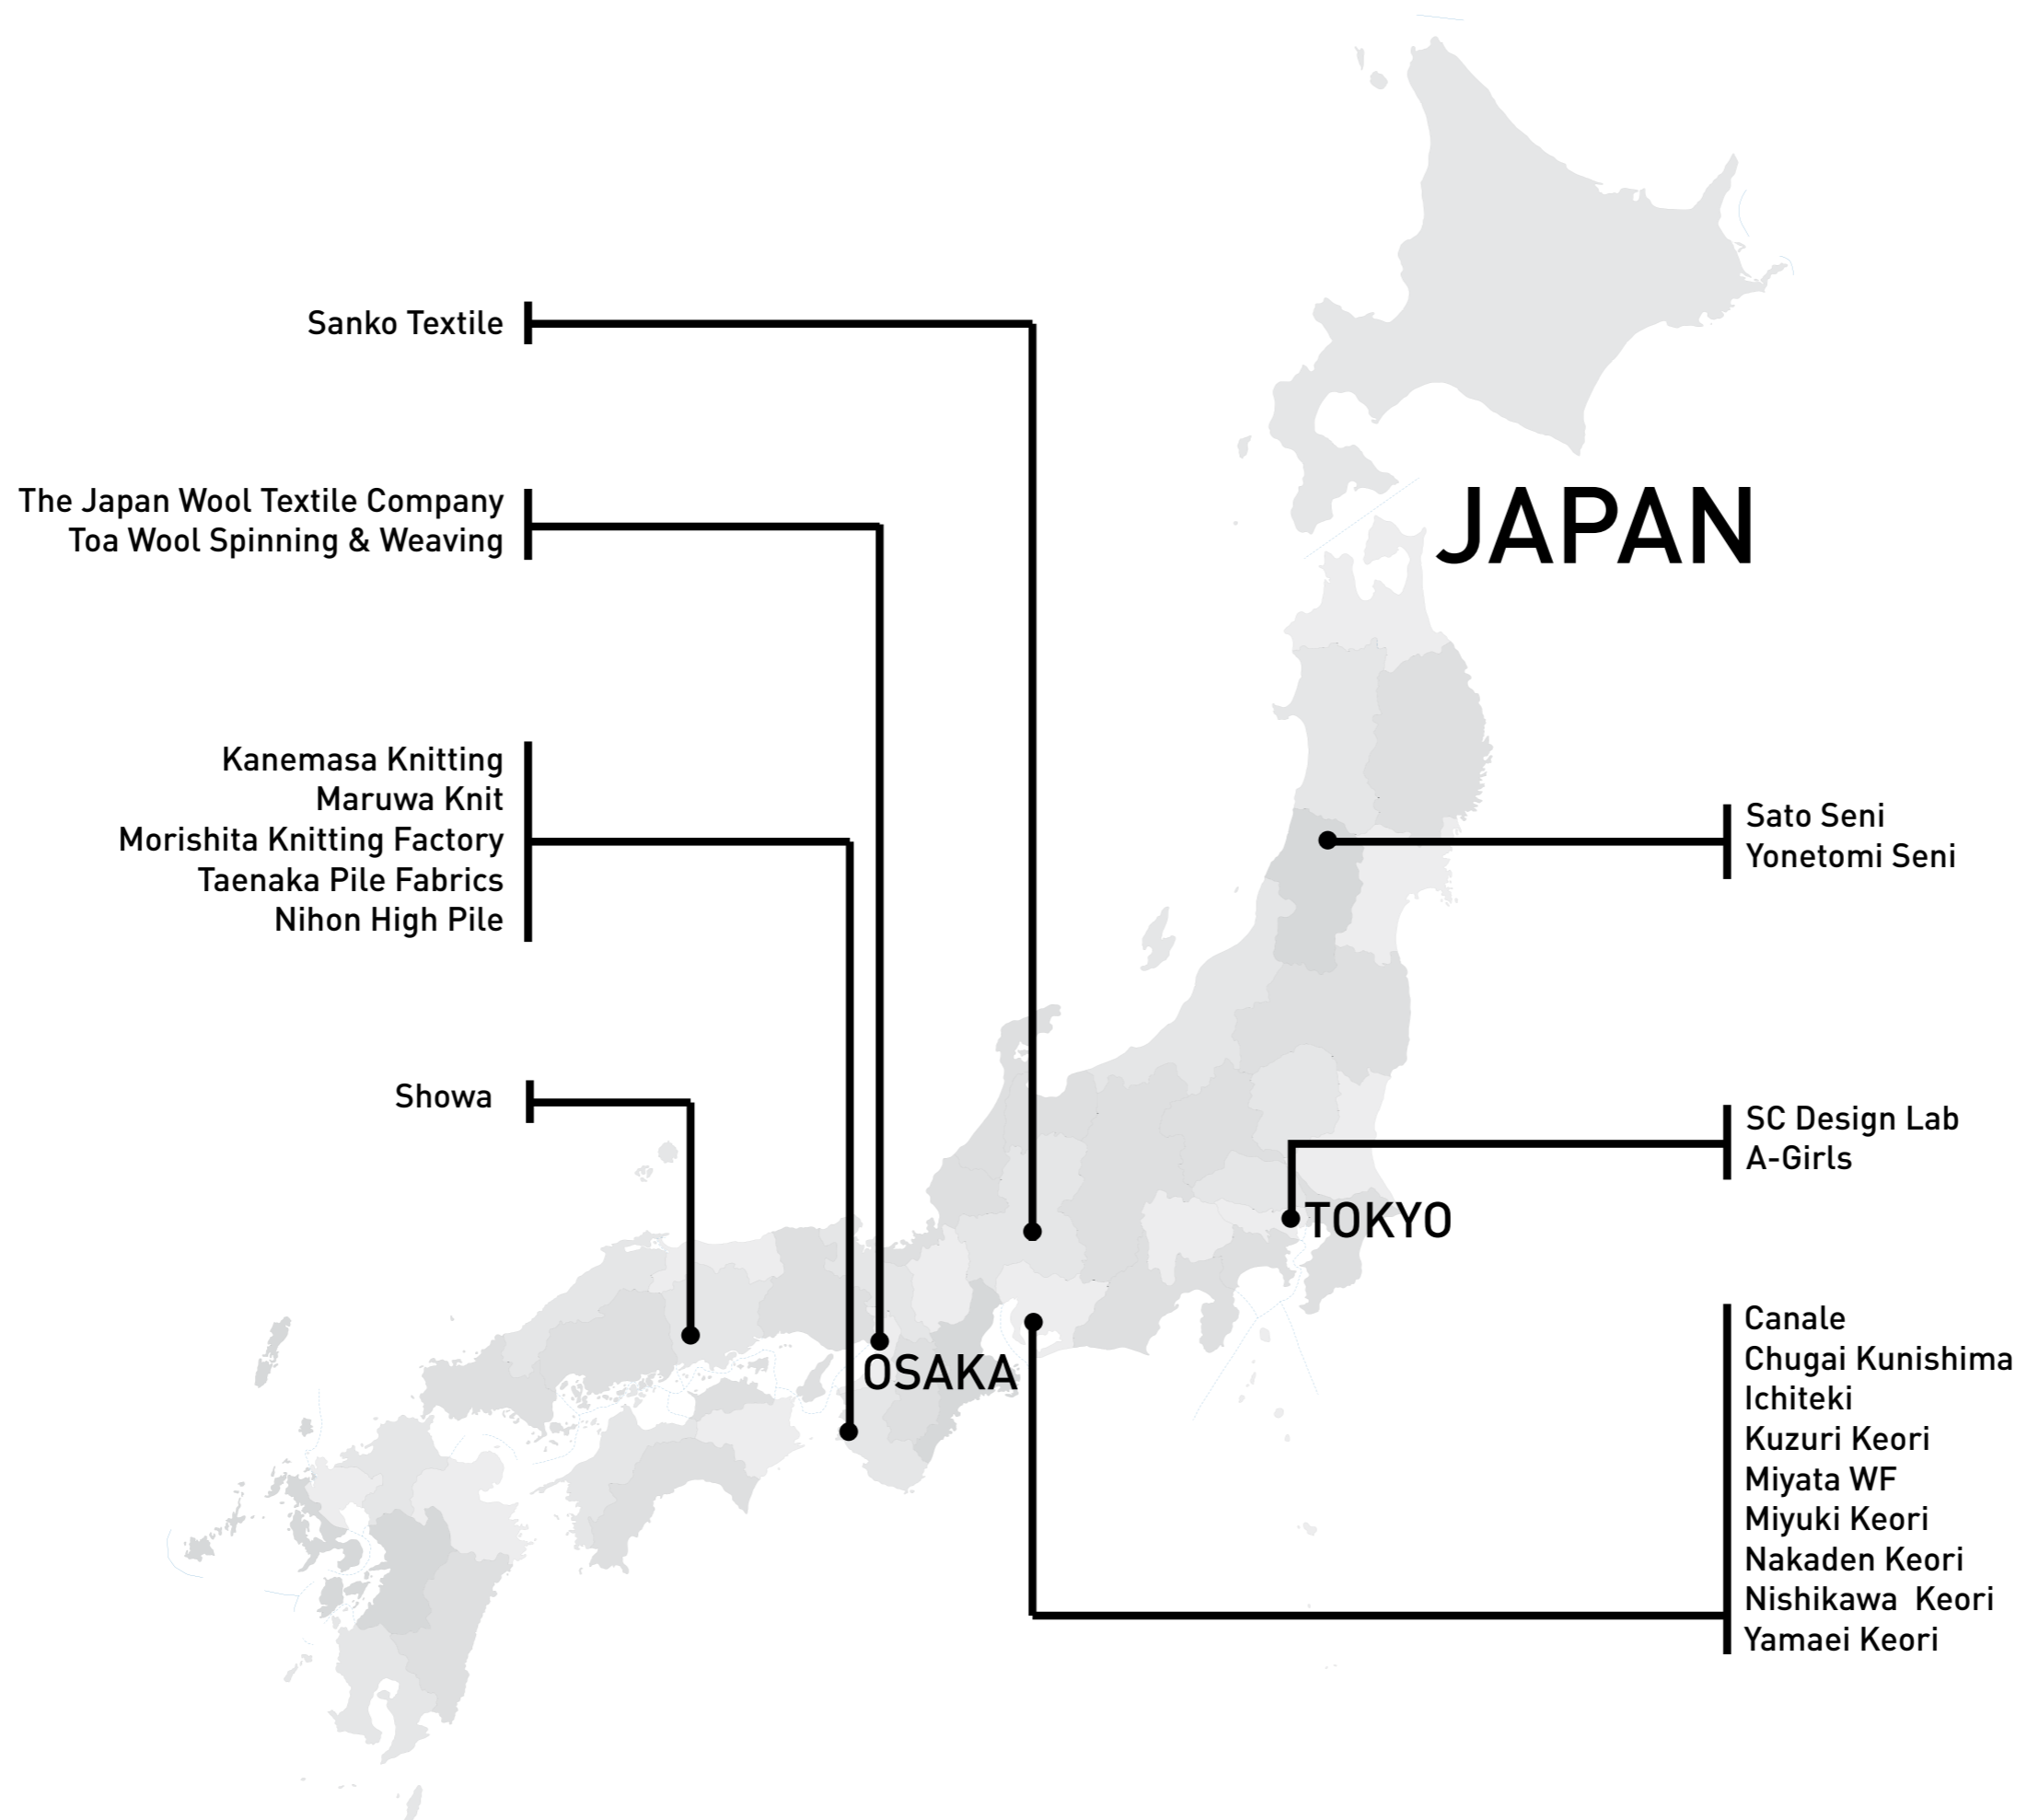 JAPAN
Sanko Textile
The Japan Wool Textile Company
Toa Wool Spinning & Weaving
Kanemasa Knitting
Maruwa Knit
Morishita Knitting Factory
Taenaka Pile Fabrics
Nihon High Pile
Showa
OSAKA
Sato Seni
Yonetomi Seni
SC Design Lab
A-Girls
TOKYO
Canale
Chugai Kunishima
Ichiteki
Kuzuri Keori
Miyata WF
Miyuki Keori
Nakaden Keori
Nishikawa  Keori
Yamaei Keori